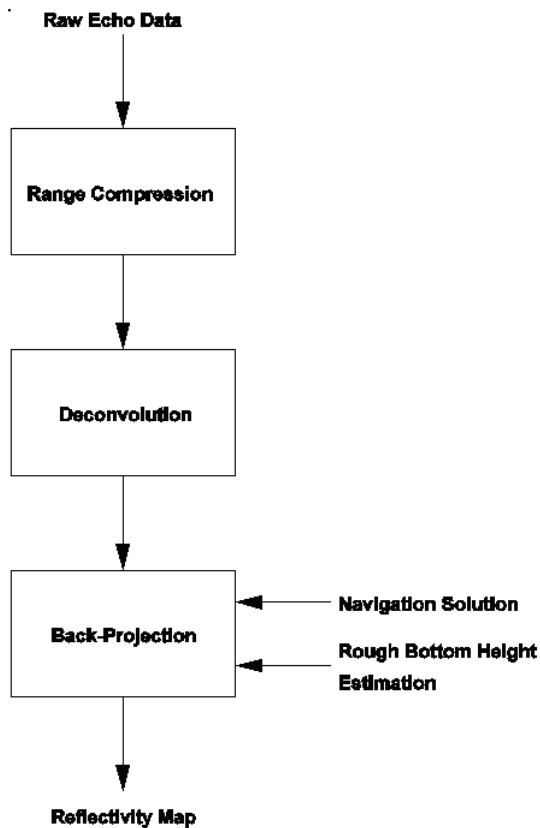 Raw Echo Data
Range Compression
Deconvolution
Back-Projection
Navigation Solution
Rough Bottom Height
Estimation
Reflectivity Map